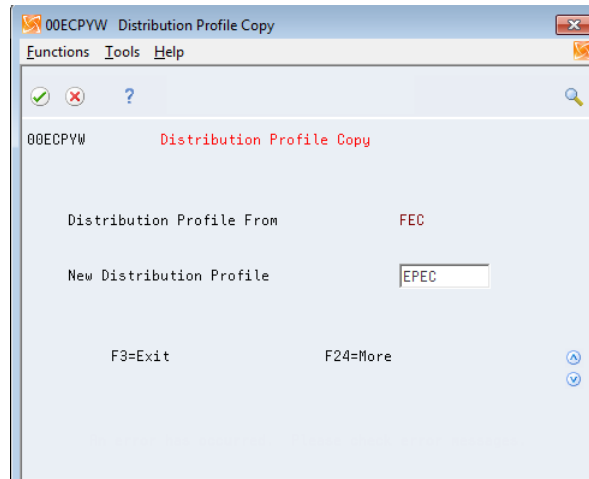 00ECPYW Distribution Profile Copy
Functions Tools Help
?
00ECPYW Distribution Profile Copy
Distribution Profile From FEC
New Distribution Profile EPEC
F3=Exit F24=More